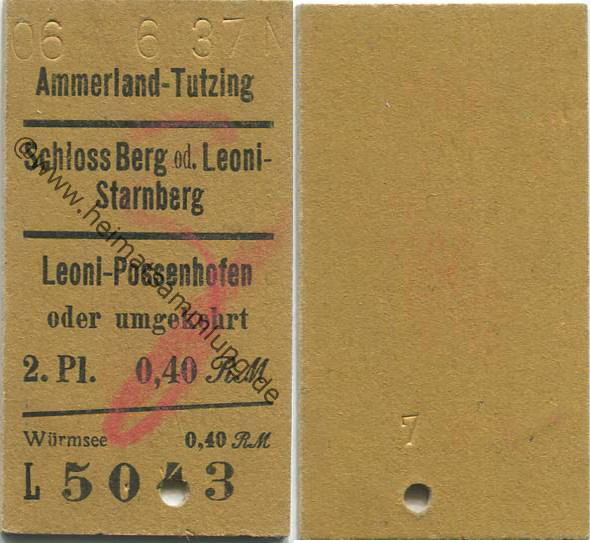 06 6 37 N
Ammerland-Tutzing
Schloss Berg od. Leoni-
Starnberg
Leoni-Possenhofen
oder umgekehrt
2. Pl. 0,40 RM
Würmsee 0,40 RM
L 5043
© www.heimatsammlung.de
7